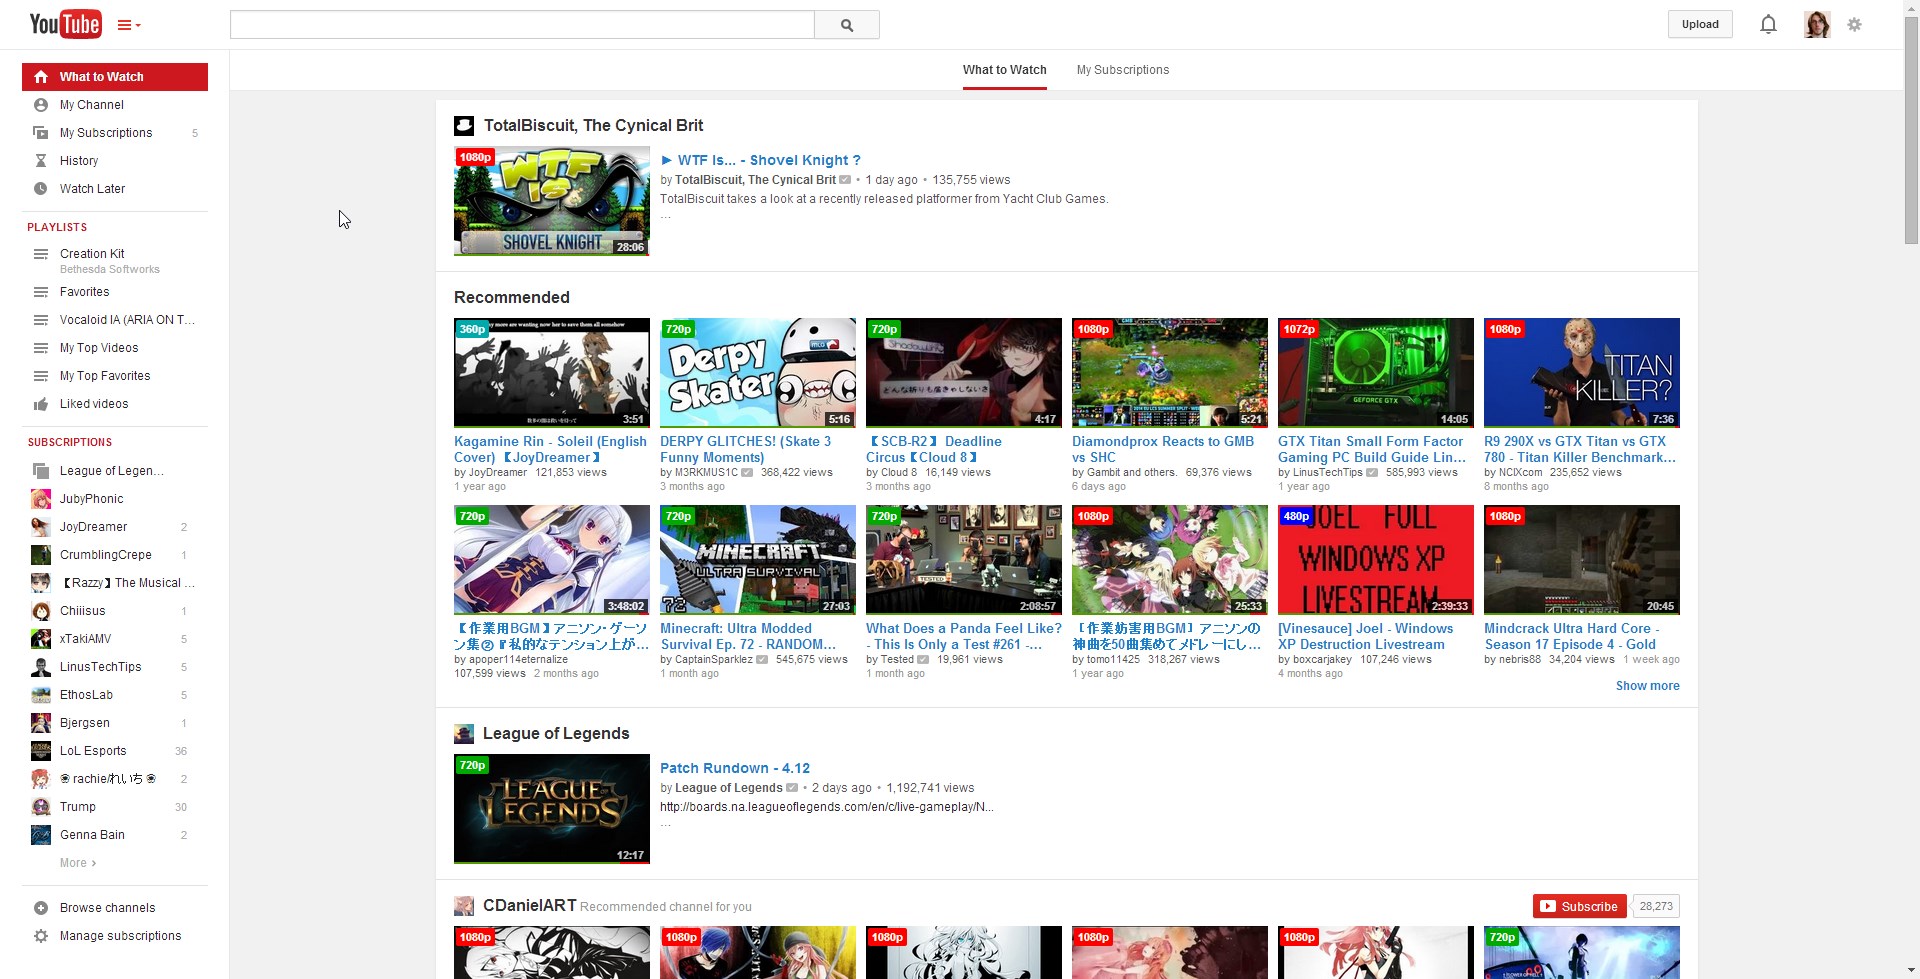 YouTube
Upload
What to Watch
My Channel
My Subscriptions 5
History
Watch Later
PLAYLISTS
Creation Kit
Bethesda Softworks
Favorites
Vocaloid IA (ARIA ON T...
My Top Videos
My Top Favorites
Liked videos
SUBSCRIPTIONS
League of Legen...
JubyPhonic
JoyDreamer 2
CrumblingCrepe 1
【Razzy】The Musical ...
Chiiisus 1
xTakiAMV 5
LinusTechTips 5
EthosLab 5
Bjergsen 1
LoL Esports 36
❀ rachie/れいち ❀ 2
Trump 30
Genna Bain 2
More ›
Browse channels
Manage subscriptions
What to Watch My Subscriptions
TotalBiscuit, The Cynical Brit
1080p
WTF IS
SHOVEL KNIGHT
28:06
► WTF Is... - Shovel Knight ?
by TotalBiscuit, The Cynical Brit • 1 day ago • 135,755 views
TotalBiscuit takes a look at a recently released platformer from Yacht Club Games.
...
Recommended
360p
3:51
Kagamine Rin - Soleil (English
Cover) 【JoyDreamer】
by JoyDreamer 121,853 views
1 year ago
720p
Derpy
Skater
MLG
5:16
DERPY GLITCHES! (Skate 3
Funny Moments)
by M3RKMUS1C 368,422 views
3 months ago
720p
4:17
【SCB-R2】 Deadline
Circus【Cloud 8】
by Cloud 8 16,149 views
3 months ago
1080p
5:21
Diamondprox Reacts to GMB
vs SHC
by Gambit and others. 69,376 views
6 days ago
1072p
GEFORCE GTX
14:05
GTX Titan Small Form Factor
Gaming PC Build Guide Lin...
by LinusTechTips 585,993 views
1 year ago
1080p
TITAN
KILLER?
7:36
R9 290X vs GTX Titan vs GTX
780 - Titan Killer Benchmark...
by NCIXcom 235,652 views
8 months ago
720p
3:48:02
【作業用BGM】アニソン・ゲーソ
ン集②『私的なテンション上が...
by apoper114eternalize
107,599 views 2 months ago
720p
MINECRAFT
ULTRA SURVIVAL
72
27:03
Minecraft: Ultra Modded
Survival Ep. 72 - RANDOM...
by CaptainSparklez 545,675 views
1 month ago
720p
TESTED
2:08:57
What Does a Panda Feel Like?
- This Is Only a Test #261 -...
by Tested 19,961 views
1 month ago
1080p
25:33
［作業妨害用BGM］アニソンの
神曲を50曲集めてメドレーにし...
by tomo11425 318,267 views
1 year ago
480p
JOEL FULL
WINDOWS XP
LIVESTREAM
2:39:33
[Vinesauce] Joel - Windows
XP Destruction Livestream
by boxcarjakey 107,246 views
4 months ago
1080p
20:45
Mindcrack Ultra Hard Core -
Season 17 Episode 4 - Gold
by nebris88 34,204 views 1 week ago
Show more
League of Legends
720p
LEAGUE OF
LEGENDS
12:17
Patch Rundown - 4.12
by League of Legends • 2 days ago • 1,192,741 views
http://boards.na.leagueoflegends.com/en/c/live-gameplay/N...
...
CDanielART Recommended channel for you
Subscribe 28,273
1080p
1080p
1080p
1080p
1080p
720p